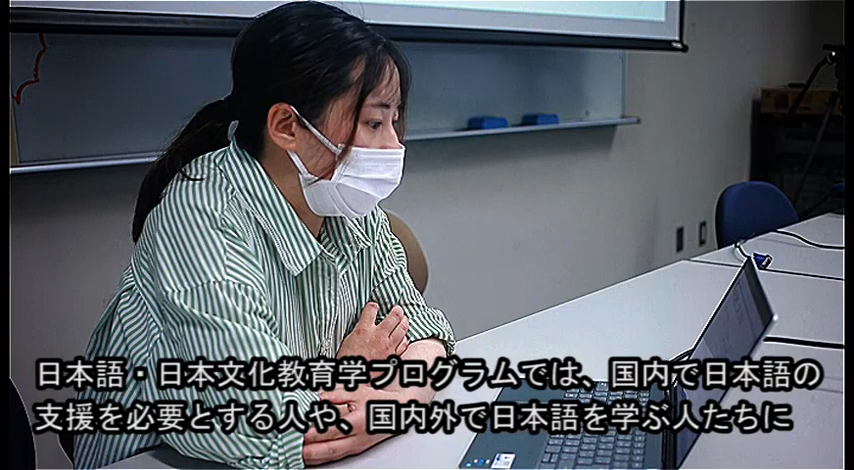 日本語・日本文化教育学プログラムでは、国内で日本語の
支援を必要とする人や、国内外で日本語を学ぶ人たちに